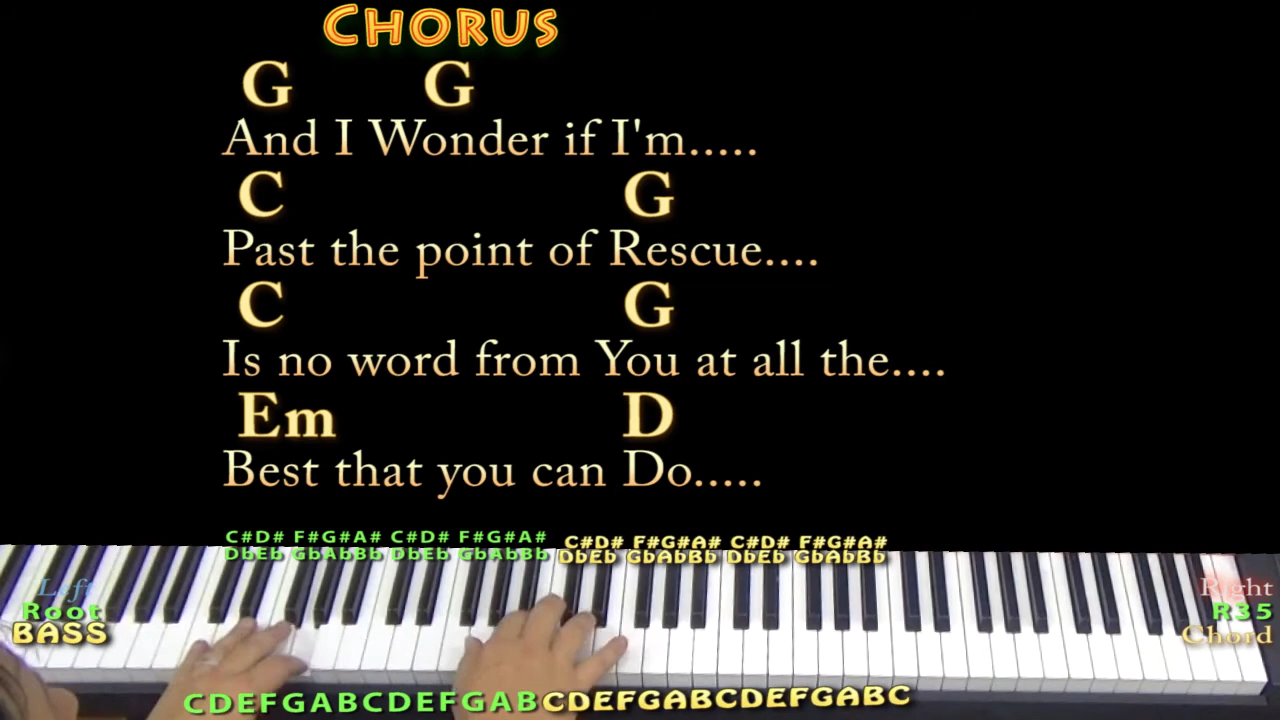 CHORUS
G G
And I Wonder if I'm.....
C G
Past the point of Rescue....
C G
Is no word from You at all the....
Em D
Best that you can Do.....
C#D# F#G#A# C#D# F#G#A# C#D# F#G#A# C#D# F#G#A#
DbEb GbAbBb DbEb GbAbBb DbEb GbAbBb DbEb GbAbBb
Left
Root
BASS
Right
R35
Chord
CDEFGABCDEFGABCDEFGABCDEFGABC